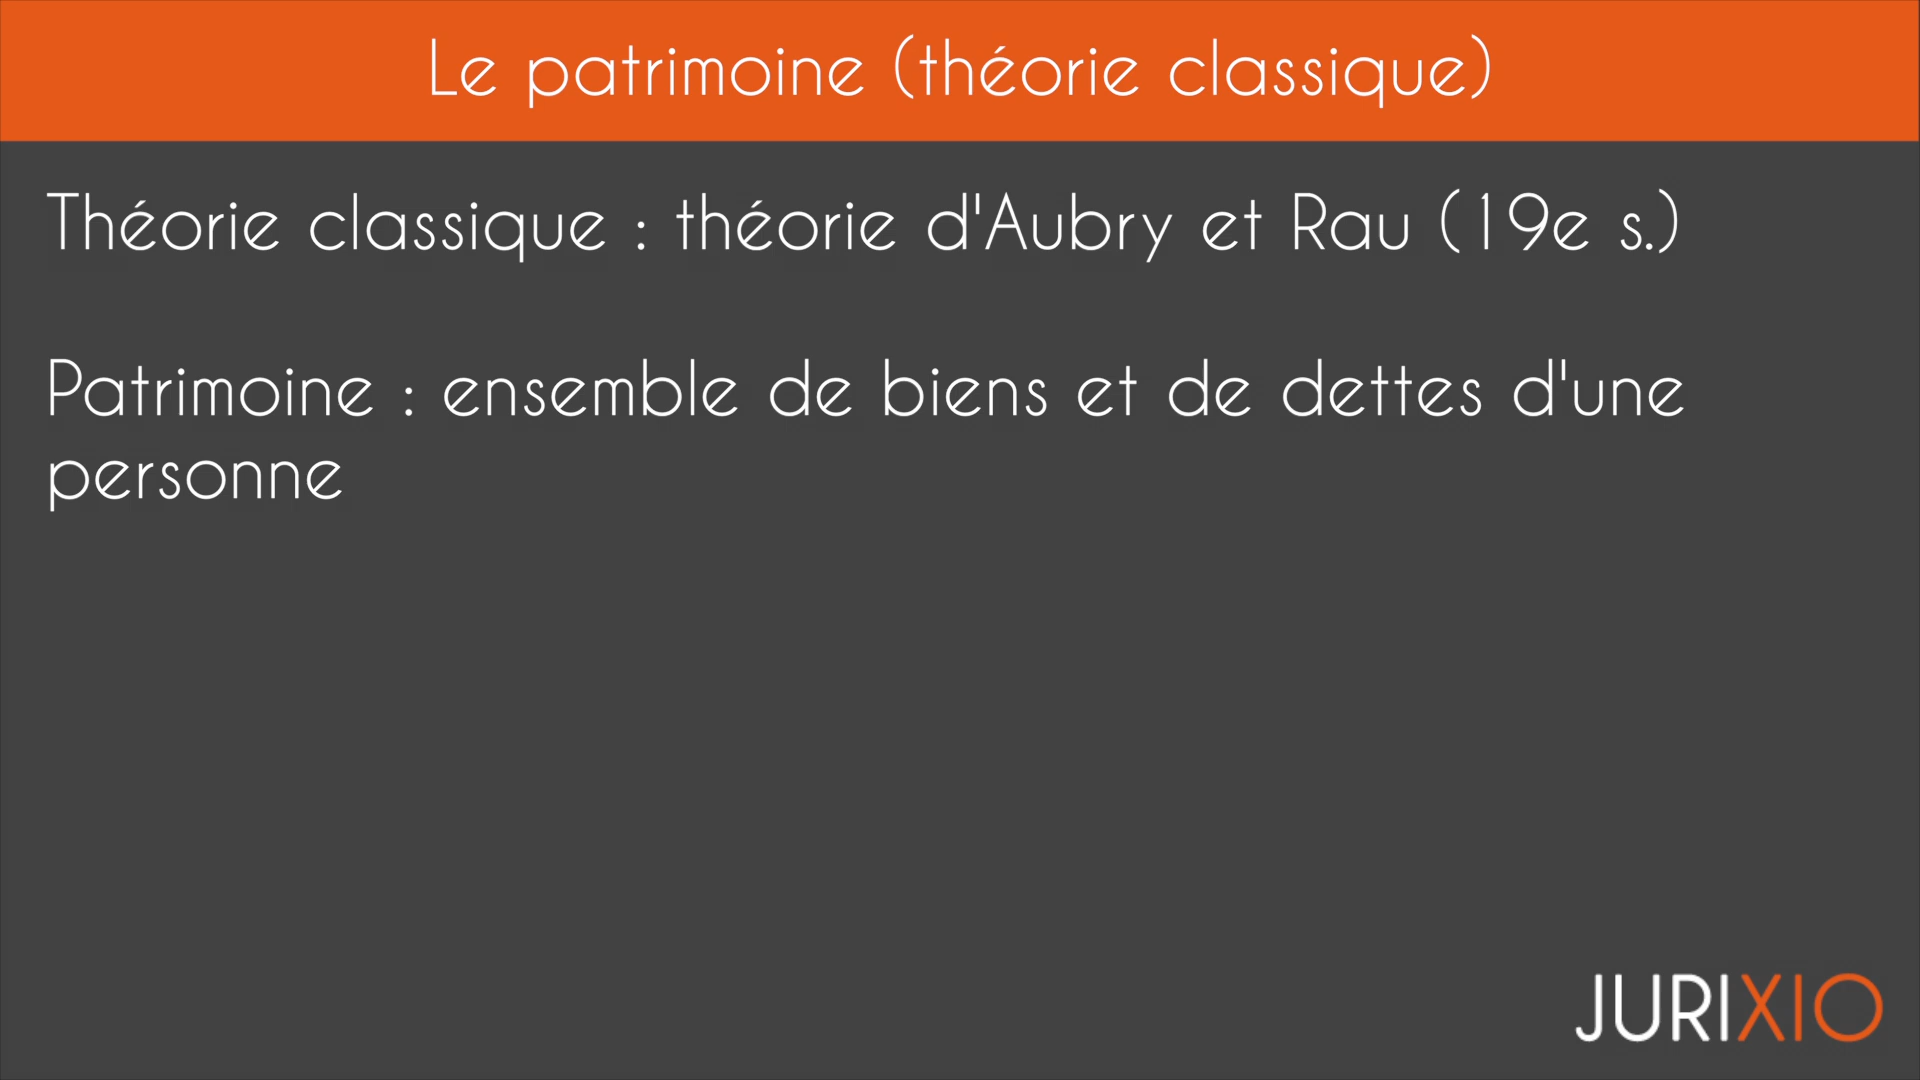 Le patrimoine (théorie classique)
Théorie classique : théorie d'Aubry et Rau (19e s.)
Patrimoine : ensemble de biens et de dettes d'une
personne
JURIXIO